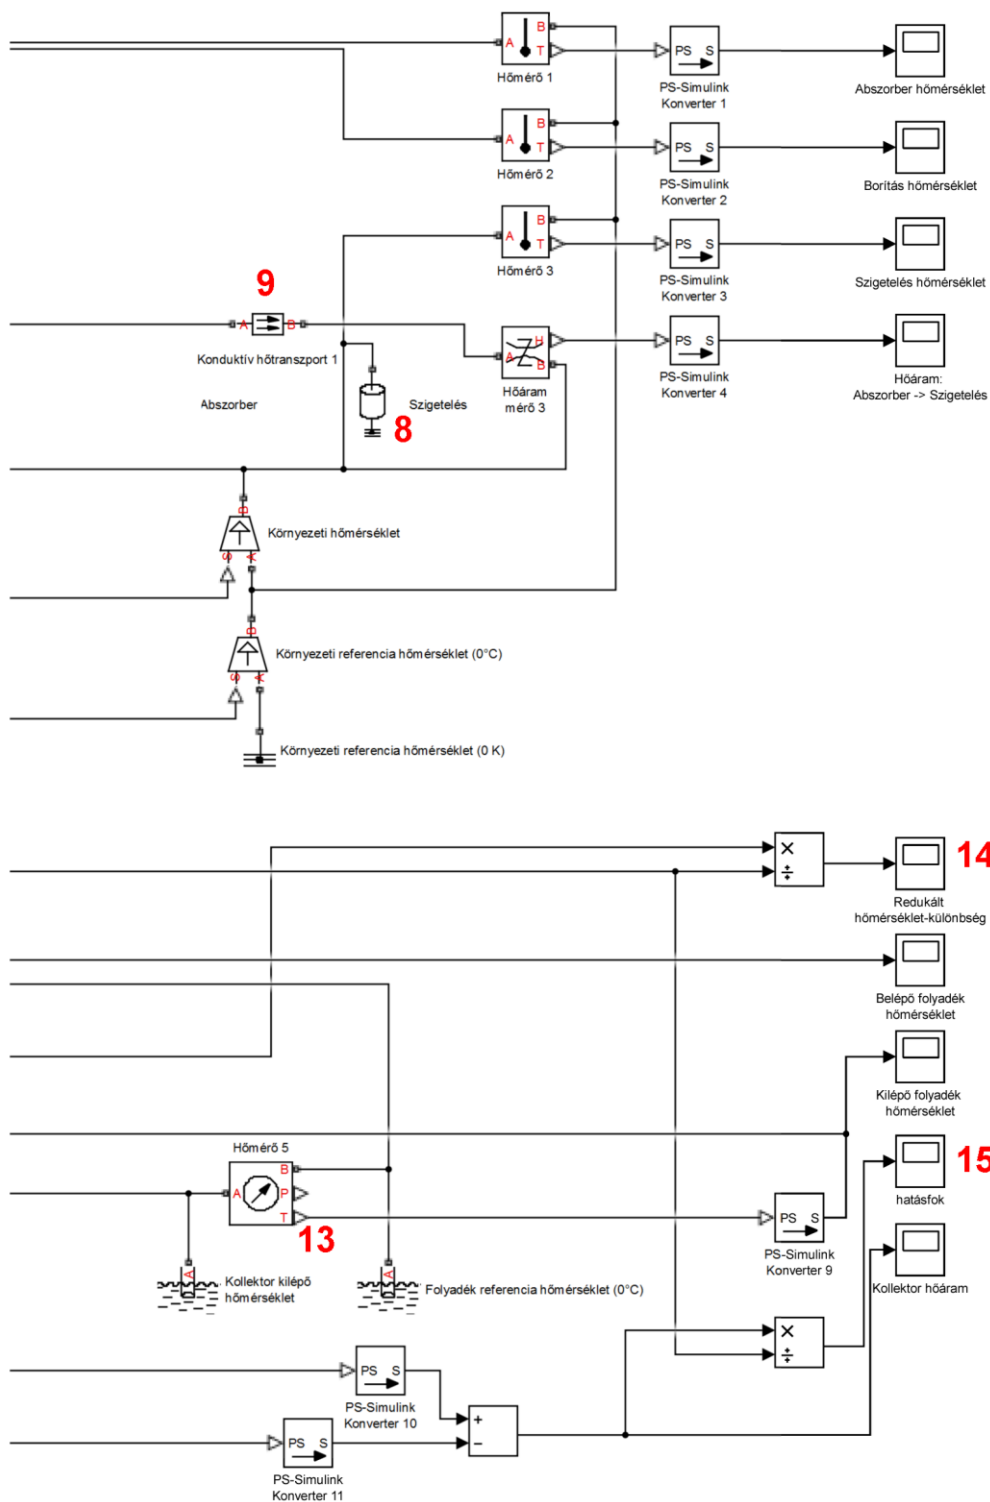 B
A
T
Hőmérő 1
PS S
PS-Simulink
Konverter 1
Abszorber hőmérséklet
B
A
T
Hőmérő 2
PS S
PS-Simulink
Konverter 2
Borítás hőmérséklet
B
A
T
Hőmérő 3
PS S
PS-Simulink
Konverter 3
Szigetelés hőmérséklet
9
A B
Konduktív hőtranszport 1
H
A
B
Hőáram
mérő 3
PS S
PS-Simulink
Konverter 4
Hőáram:
Abszorber -> Szigetelés
Abszorber
Szigetelés
8
B
S A
Környezeti hőmérséklet
B
S A
Környezeti referencia hőmérséklet (0°C)
Környezeti referencia hőmérséklet (0 K)
×
÷
14
Redukált
hőmérséklet-különbség
Belépő folyadék
hőmérséklet
Kilépő folyadék
hőmérséklet
Hőmérő 5
B
A P
T
13
PS S
PS-Simulink
Konverter 9
15
hatásfok
A
Kollektor kilépő
hőmérséklet
A
Folyadék referencia hőmérséklet (0°C)
Kollektor hőáram
×
÷
PS S
PS-Simulink
Konverter 10
+
−
PS S
PS-Simulink
Konverter 11